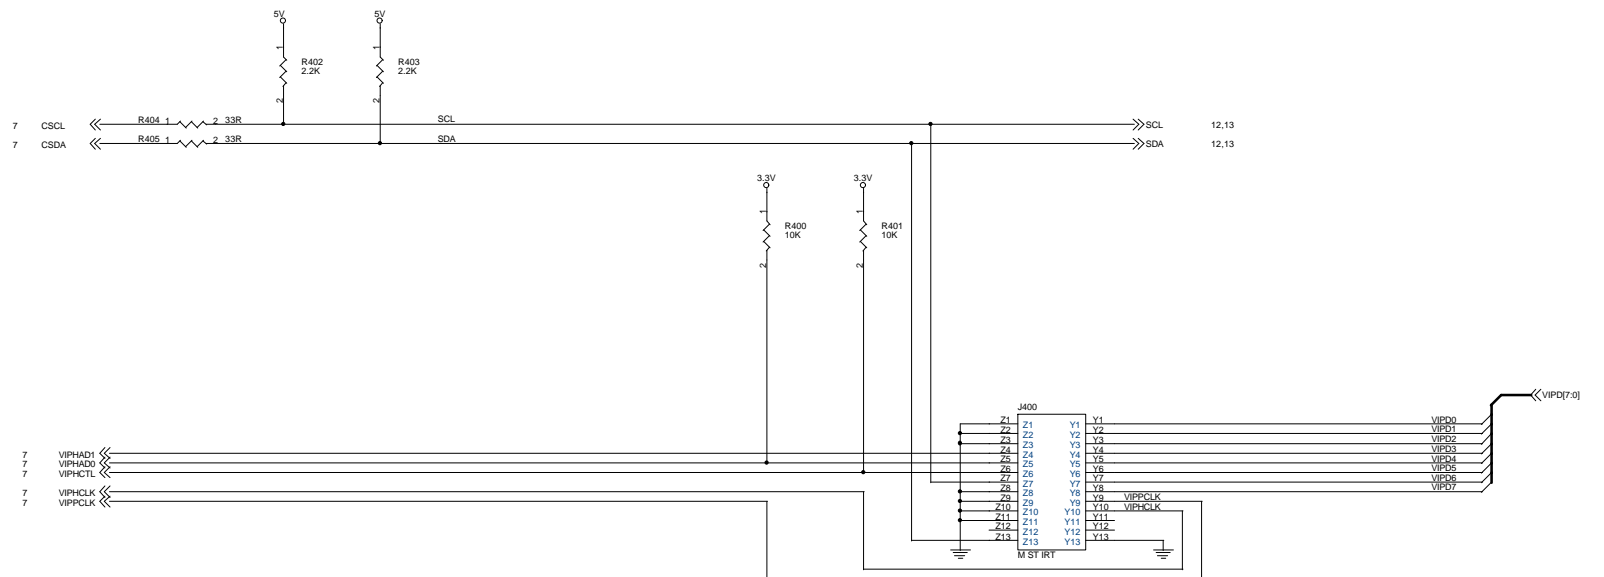 5V 5V
1 1
R402 R403
2.2K 2.2K
2 2
7 CSCL R404 1 2 33R SCL SCL 12,13
7 CSDA R405 1 2 33R SDA SDA 12,13
3.3V 3.3V
1 1
R400 R401
10K 10K
2 2
VIPD[7:0]
J400
Z1 Z1 Y1 Y1 VIPD0
Z2 Z2 Y2 Y2 VIPD1
Z3 Z3 Y3 Y3 VIPD2
7 VIPHAD1 Z4 Z4 Y4 Y4 VIPD3
7 VIPHAD0 Z5 Z5 Y5 Y5 VIPD4
7 VIPHCTL Z6 Z6 Y6 Y6 VIPD5
Z7 Z7 Y7 Y7 VIPD6
7 VIPHCLK Z8 Z8 Y8 Y8 VIPD7
7 VIPPCLK Z9 Z9 Y9 Y9 VIPPCLK
Z10 Z10 Y10 Y10 VIPHCLK
Z11 Z11 Y11 Y11
Z12 Z12 Y12 Y12
Z13 Z13 Y13 Y13
M ST IRT